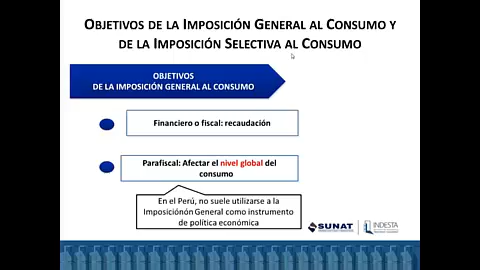 OBJETIVOS DE LA IMPOSICIÓN GENERAL AL CONSUMO Y
DE LA IMPOSICIÓN SELECTIVA AL CONSUMO
OBJETIVOS
DE LA IMPOSICIÓN GENERAL AL CONSUMO
Financiero o fiscal: recaudación
Parafiscal: Afectar el nivel global del
consumo
En el Perú, no suele utilizarse a la
Imposiciónón General como instrumento
de política económica
SUNAT
INDESTA